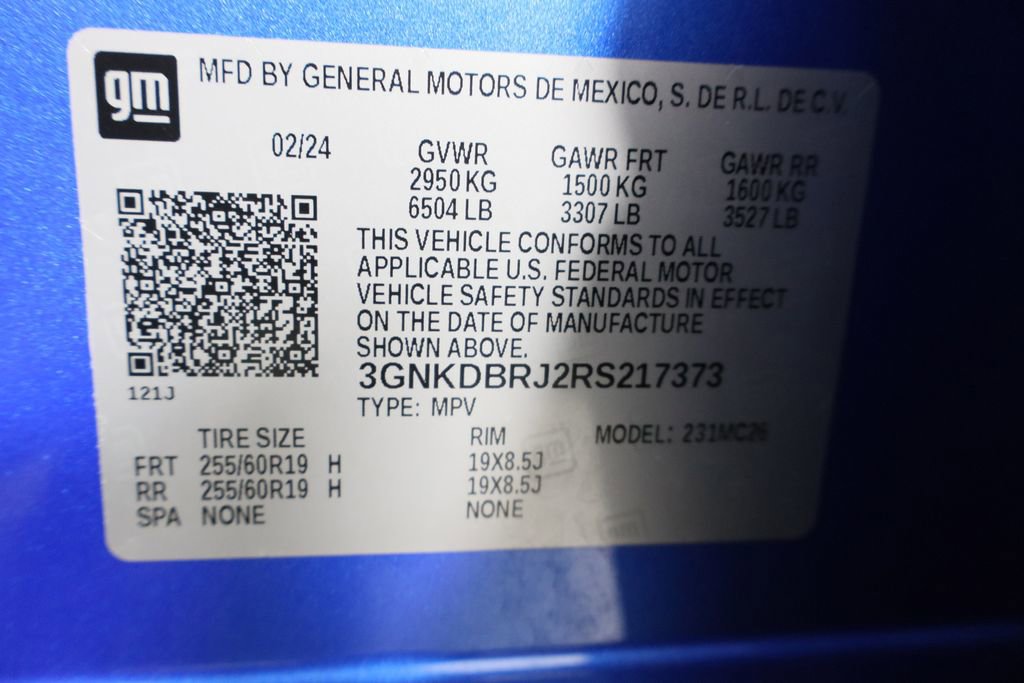 gm
MFD BY GENERAL MOTORS DE MEXICO, S. DE R.L. DE C.V.
02/24
GVWR GAWR FRT GAWR RR
2950 KG 1500 KG 1600 KG
6504 LB 3307 LB 3527 LB
THIS VEHICLE CONFORMS TO ALL
APPLICABLE U.S. FEDERAL MOTOR
VEHICLE SAFETY STANDARDS IN EFFECT
ON THE DATE OF MANUFACTURE
SHOWN ABOVE.
3GNKDBRJ2RS217373
121J
TYPE: MPV
TIRE SIZE RIM MODEL: 231MC26
FRT 255/60R19 H 19X8.5J
RR 255/60R19 H 19X8.5J
SPA NONE NONE